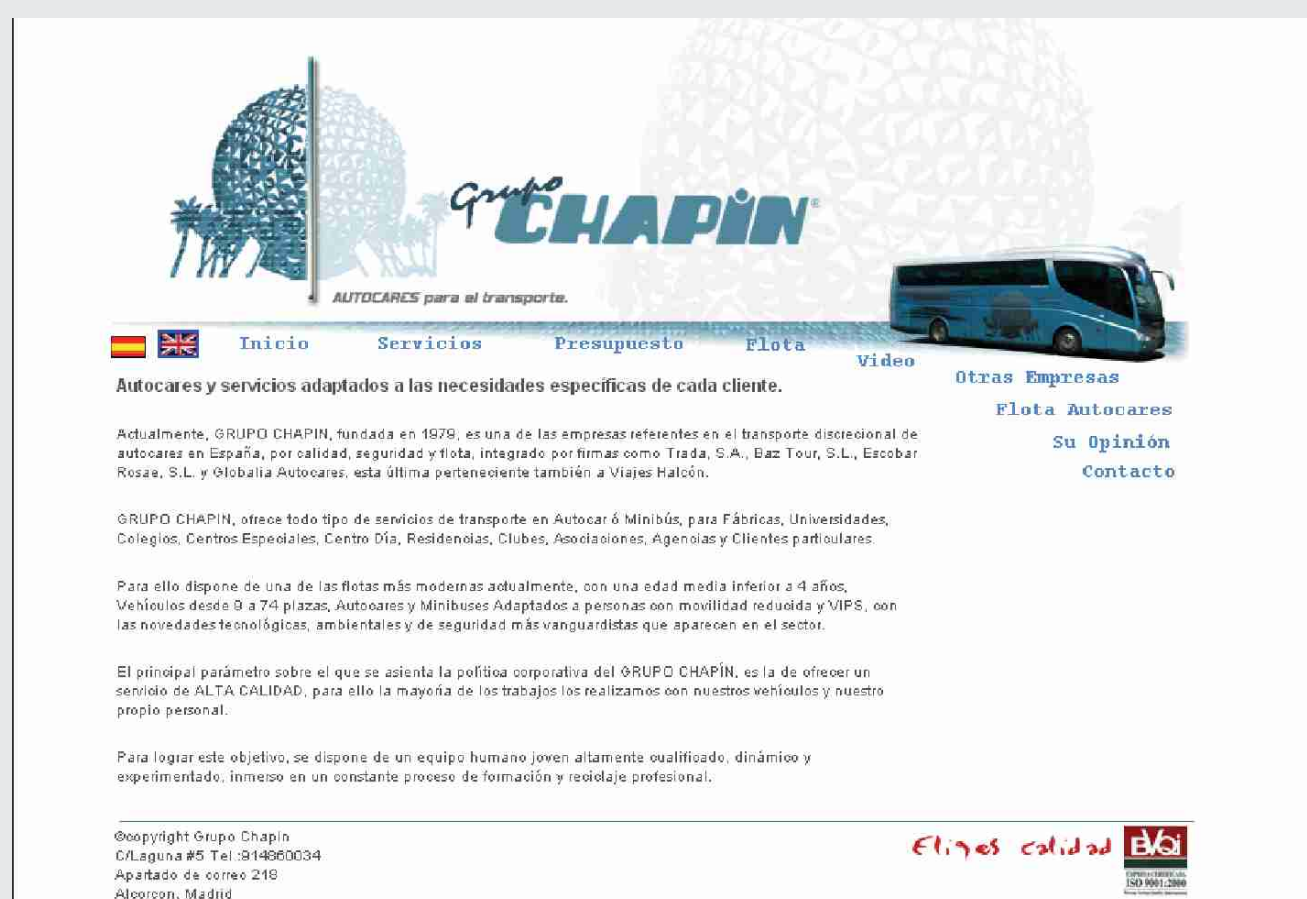 Grupo
CHAPIN®
AUTOCARES para el transporte.
Inicio Servicios Presupuesto Flota
Video
Otras Empresas
Flota Autocares
Su Opinión
Contacto
Autocares y servicios adaptados a las necesidades específicas de cada cliente.
Actualmente, GRUPO CHAPIN, fundada en 1979, es una de las empresas referentes en el transporte discrecional de
autocares en España, por calidad, seguridad y flota, integrado por firmas como Trada, S.A., Baz Tour, S.L., Escobar
Rosae, S.L. y Globalia Autocares, esta última perteneciente también a Viajes Halcón.
GRUPO CHAPIN, ofrece todo tipo de servicios de transporte en Autocar ó Minibús, para Fábricas, Universidades,
Colegios, Centros Especiales, Centro Día, Residencias, Clubes, Asociaciones, Agencias y Clientes particulares.
Para ello dispone de una de las flotas más modernas actualmente, con una edad media inferior a 4 años,
Vehículos desde 9 a 74 plazas, Autocares y Minibuses Adaptados a personas con movilidad reducida y VIPS, con
las novedades tecnológicas, ambientales y de seguridad más vanguardistas que aparecen en el sector.
El principal parámetro sobre el que se asienta la política corporativa del GRUPO CHAPÍN, es la de ofrecer un
servicio de ALTA CALIDAD, para ello la mayoría de los trabajos los realizamos con nuestros vehículos y nuestro
propio personal.
Para lograr este objetivo, se dispone de un equipo humano joven altamente cualificado, dinámico y
experimentado, inmerso en un constante proceso de formación y reciclaje profesional.
©copyright Grupo Chapín
C/Laguna #5 Tel.:914860034
Apartado de correo 218
Alcorcon, Madrid
Eliges calidad
EVQi
EMPRESA CERTIFICADA
ISO 9001:2000